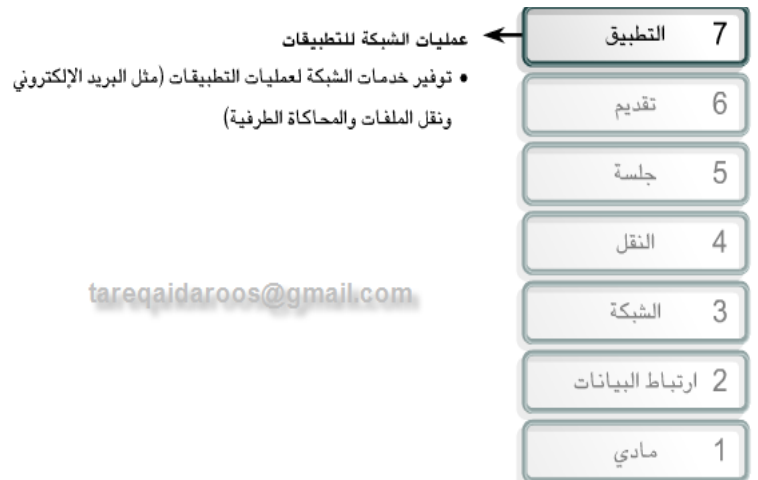 7 التطبيق
عمليات الشبكة للتطبيقات
• توفير خدمات الشبكة لعمليات التطبيقات (مثل البريد الإلكتروني
ونقل الملفات والمحاكاة الطرفية)
6 تقديم
5 جلسة
4 النقل
3 الشبكة
2 ارتباط البيانات
1 مادي
tareqaidaroos@gmail.com